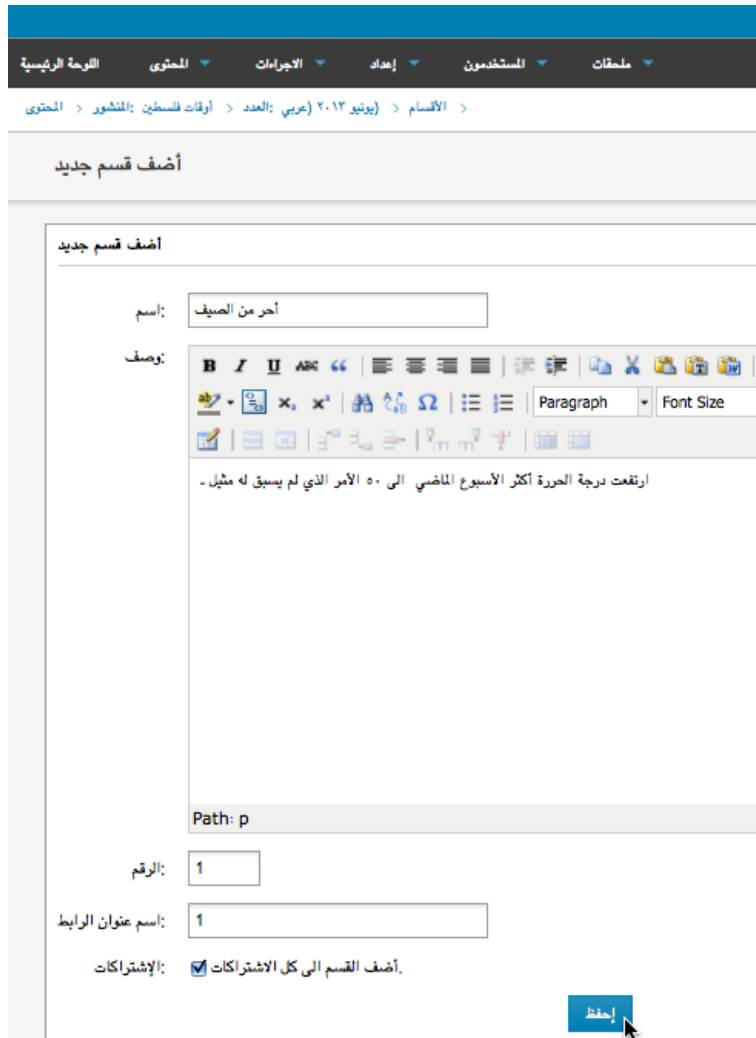 اللوحة الرئيسية المحتوى الاجراءات إعداد المستخدمون ملحقات
المحتوى > المنشور: أوقات فلسطين > العدد: يونيو ٢٠١٣ (عربي) > الأقسام >
أضف قسم جديد
أضف قسم جديد
اسم: أحر من الصيف
وصف:
B I U ABC
Paragraph Font Size
ارتفعت درجة الحررة أكثر الأسبوع الماضي الى ٥٠ الأمر الذي لم يسبق له مثيل ـ
Path: p
الرقم: 1
اسم عنوان الرابط: 1
الإشتراكات: أضف القسم الى كل الاشتراكات.
إحفظ